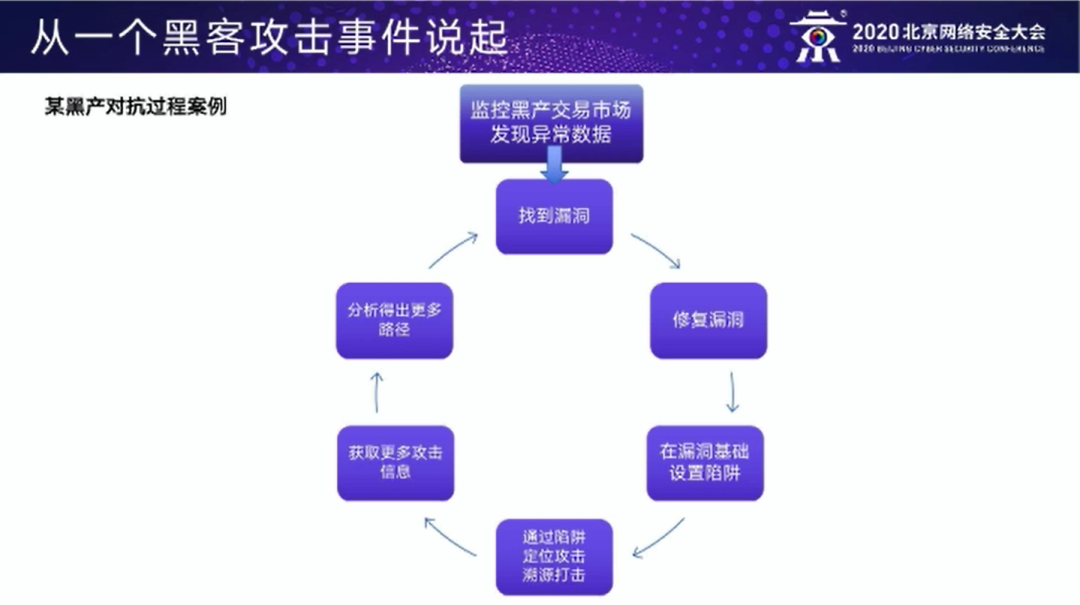 从一个黑客攻击事件说起
2020北京网络安全大会
2020 BEIJING CYBER SECURITY CONFERENCE
某黑产对抗过程案例
监控黑产交易市场
发现异常数据
找到漏洞
修复漏洞
在漏洞基础
设置陷阱
通过陷阱
定位攻击
溯源打击
获取更多攻击
信息
分析得出更多
路径